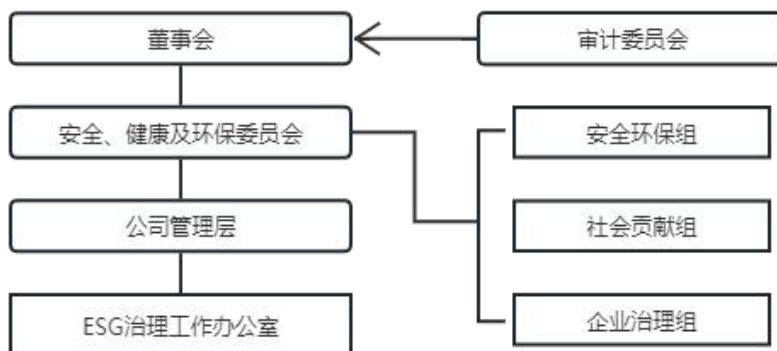 董事会
审计委员会
安全、健康及环保委员会
安全环保组
公司管理层
社会贡献组
ESG治理工作办公室
企业治理组